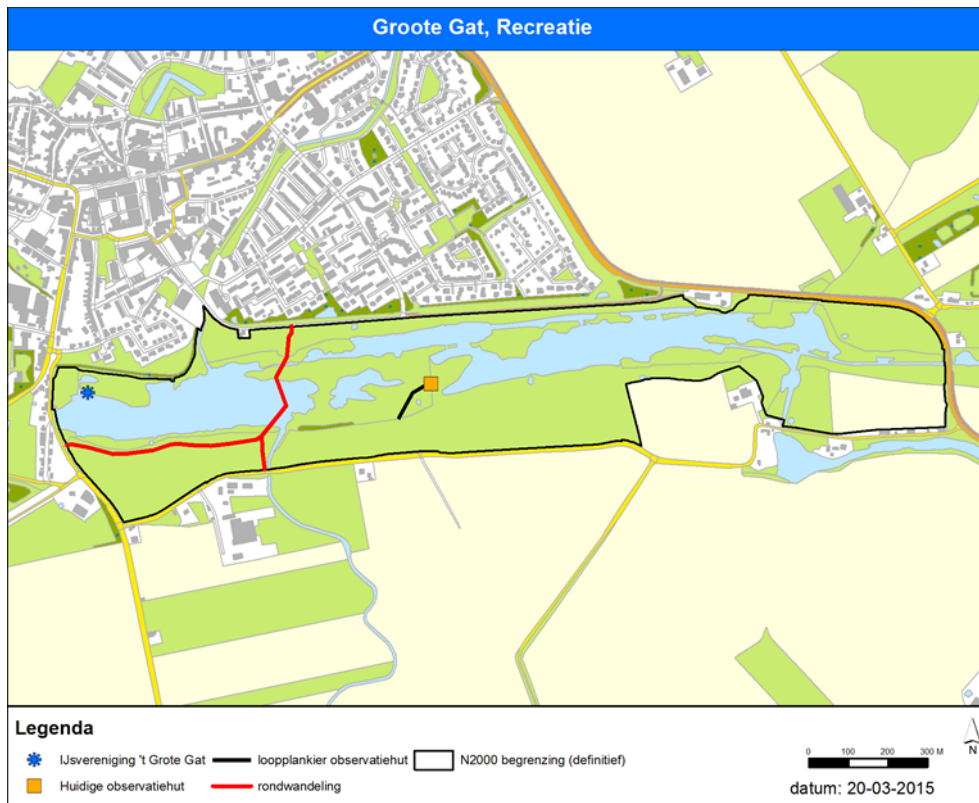 Groote Gat, Recreatie
Legenda
IJsvereniging 't Grote Gat
loopplankier observatiehut
N2000 begrenzing (definitief)
Huidige observatiehut
rondwandeling
0 100 200 300 M
N
datum: 20-03-2015